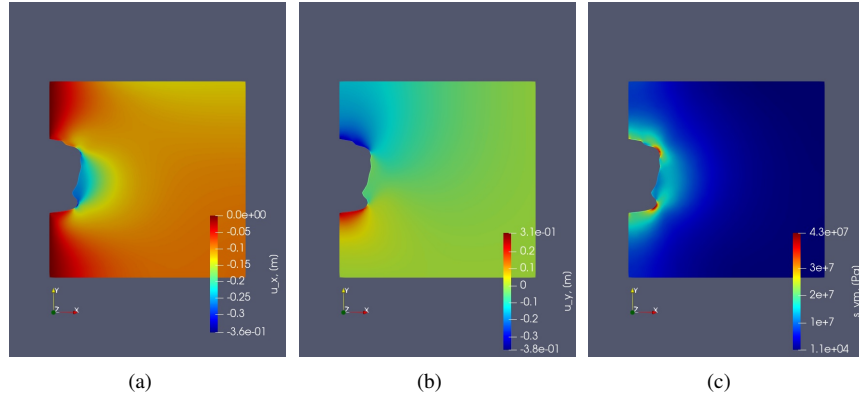 0.0e+00
-0.05
-0.1
-0.15
-0.2
-0.25
-0.3
-3.6e-01
u_x, (m)
Y
Z
X
3.1e-01
0.2
0.1
0
-0.1
-0.2
-0.3
-3.8e-01
u_y, (m)
Y
Z
X
4.3e+07
3e+7
2e+7
1e+7
1.1e+04
s_vm, (Pa)
Y
Z
X
(a)
(b)
(c)